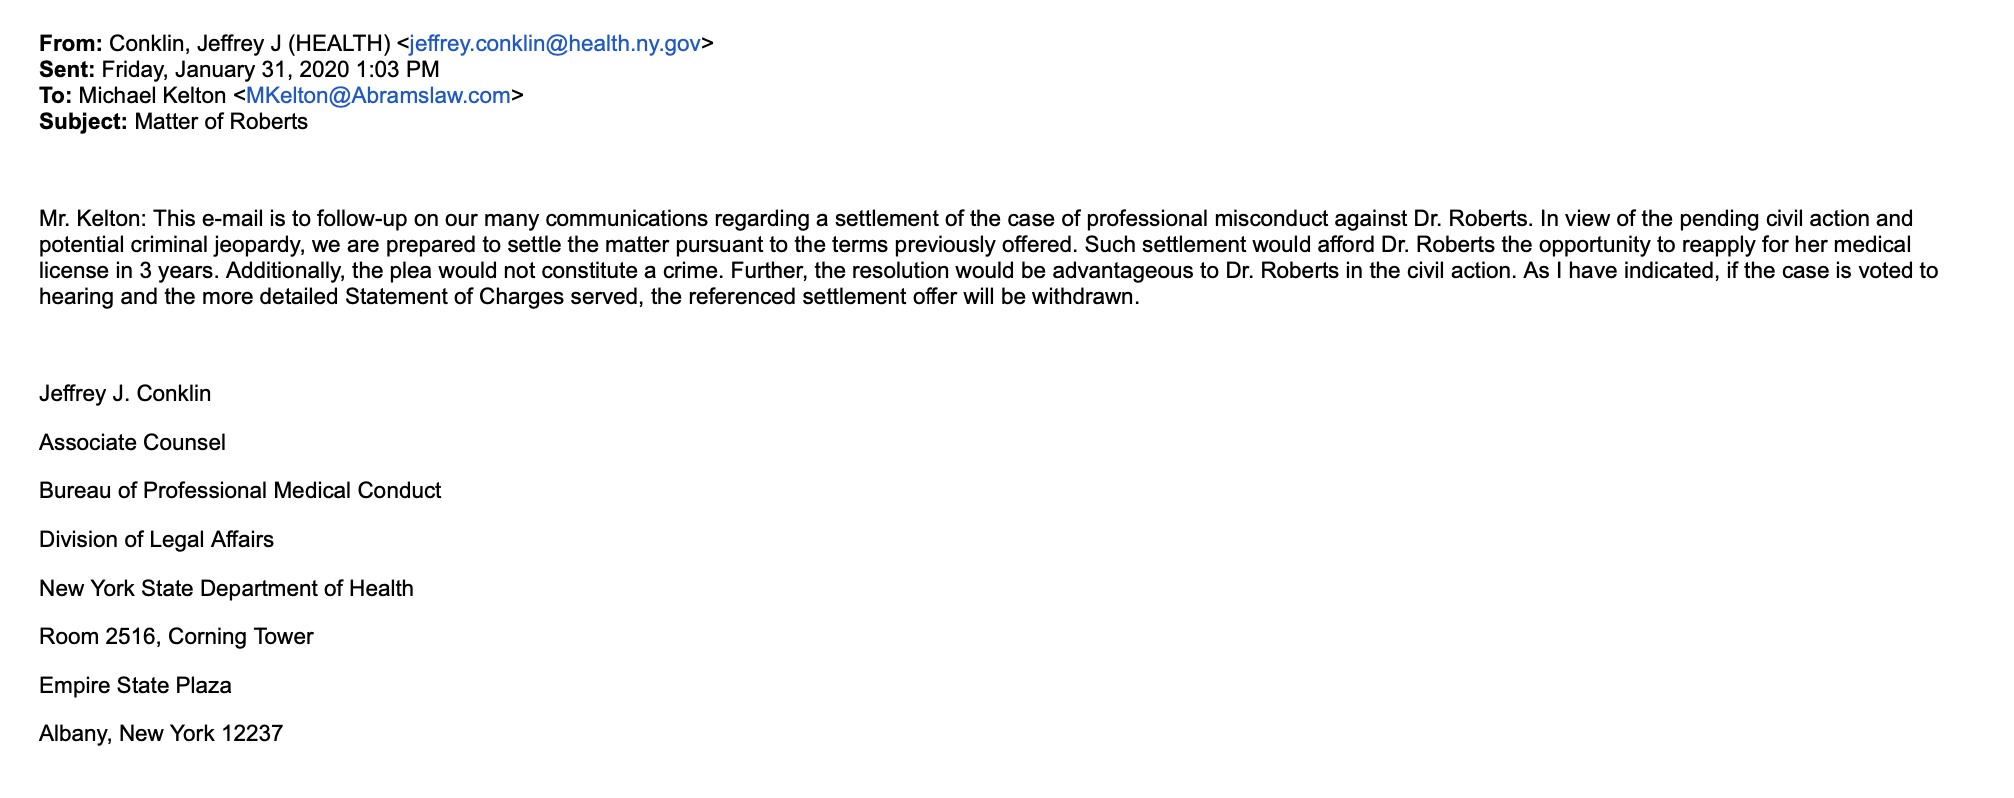 From: Conklin, Jeffrey J (HEALTH) <jeffrey.conklin@health.ny.gov>
Sent: Friday, January 31, 2020 1:03 PM
To: Michael Kelton <MKelton@Abramslaw.com>
Subject: Matter of Roberts
Mr. Kelton: This e-mail is to follow-up on our many communications regarding a settlement of the case of professional misconduct against Dr. Roberts. In view of the pending civil action and
potential criminal jeopardy, we are prepared to settle the matter pursuant to the terms previously offered. Such settlement would afford Dr. Roberts the opportunity to reapply for her medical
license in 3 years. Additionally, the plea would not constitute a crime. Further, the resolution would be advantageous to Dr. Roberts in the civil action. As I have indicated, if the case is voted to
hearing and the more detailed Statement of Charges served, the referenced settlement offer will be withdrawn.
Jeffrey J. Conklin
Associate Counsel
Bureau of Professional Medical Conduct
Division of Legal Affairs
New York State Department of Health
Room 2516, Corning Tower
Empire State Plaza
Albany, New York 12237